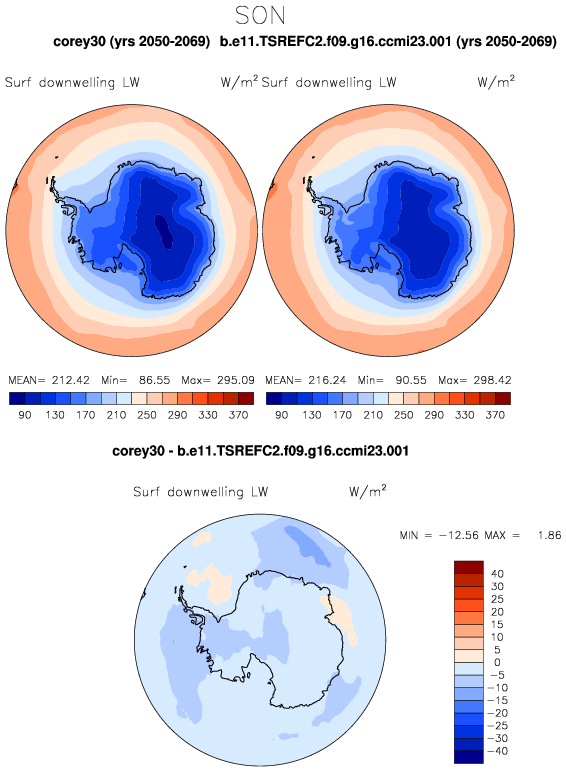 SON
corey30 (yrs 2050-2069) b.e11.TSREFC2.f09.g16.ccmi23.001 (yrs 2050-2069)
Surf downwelling LW W/m² Surf downwelling LW W/m²
MEAN= 212.42 Min= 86.55 Max= 295.09 MEAN= 216.24 Min= 90.55 Max= 298.42
90 130 170 210 250 290 330 370 90 130 170 210 250 290 330 370
corey30 - b.e11.TSREFC2.f09.g16.ccmi23.001
Surf downwelling LW W/m²
MIN = -12.56 MAX = 1.86
40
30
25
20
15
10
5
0
-5
-10
-15
-20
-25
-30
-40